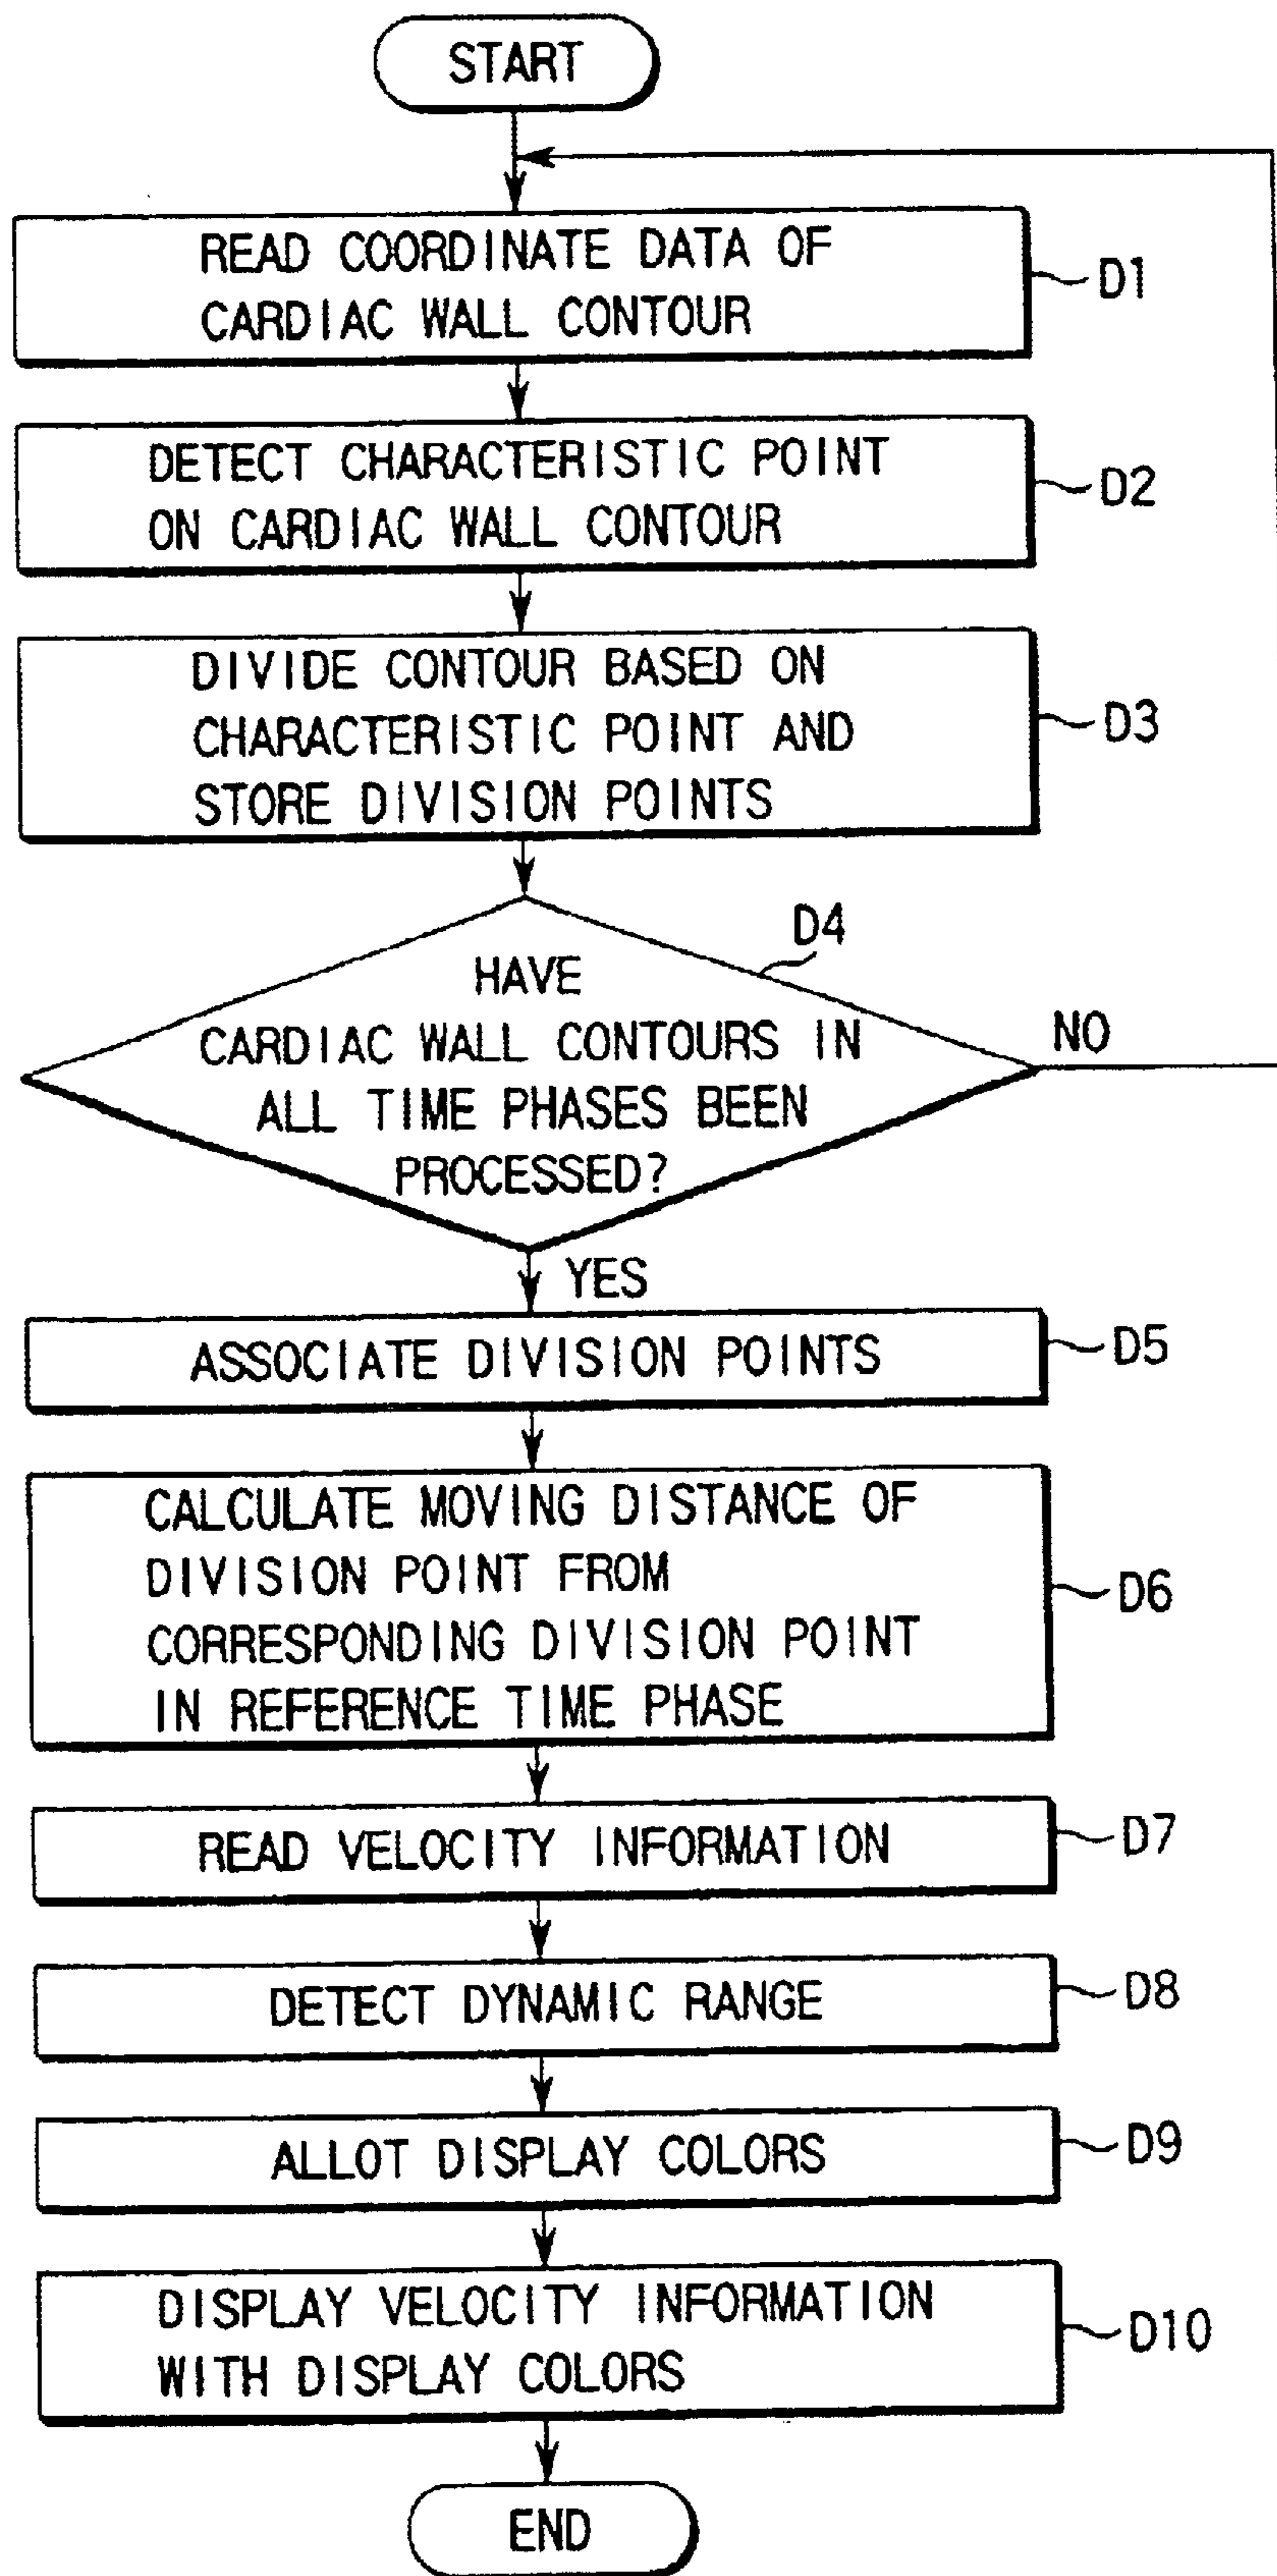 START
READ COORDINATE DATA OF
CARDIAC WALL CONTOUR
D1
DETECT CHARACTERISTIC POINT
ON CARDIAC WALL CONTOUR
D2
DIVIDE CONTOUR BASED ON
CHARACTERISTIC POINT AND
STORE DIVISION POINTS
D3
D4
HAVE
CARDIAC WALL CONTOURS IN
ALL TIME PHASES BEEN
PROCESSED?
NO
YES
ASSOCIATE DIVISION POINTS
D5
CALCULATE MOVING DISTANCE OF
DIVISION POINT FROM
CORRESPONDING DIVISION POINT
IN REFERENCE TIME PHASE
D6
READ VELOCITY INFORMATION
D7
DETECT DYNAMIC RANGE
D8
ALLOT DISPLAY COLORS
D9
DISPLAY VELOCITY INFORMATION
WITH DISPLAY COLORS
D10
END